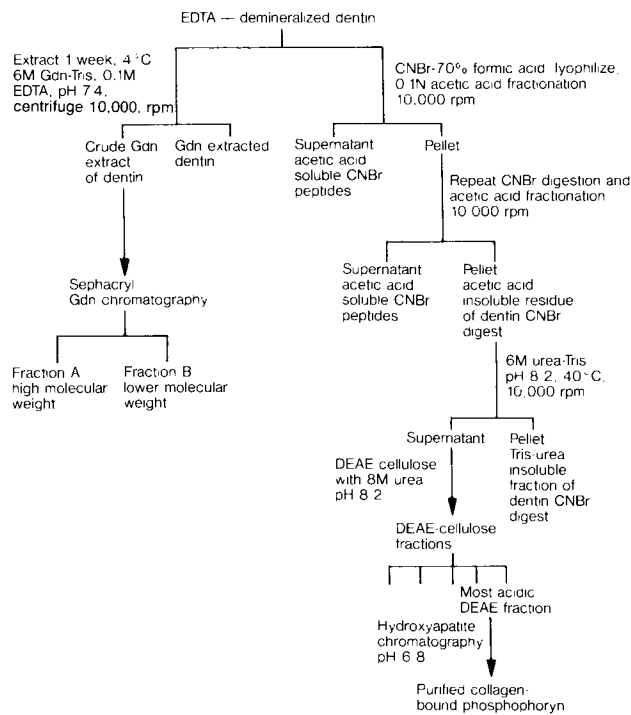 EDTA — demineralized dentin
Extract 1 week, 4°C
6M Gdn-Tris, 0.1M
EDTA, pH 7 4,
centrifuge 10,000, rpm
CNBr-70% formic acid lyophilize,
0 1N acetic acid fractionation
10,000 rpm
Crude Gdn
extract
of dentin
Gdn extracted
dentin
Supernatant
acetic acid
soluble CNBr
peptides
Pellet
Repeat CNBr digestion and
acetic acid fractionation
10 000 rpm
Sephacryl
Gdn chromatography
Supernatant
acetic acid
soluble CNBr
peptides
Pellet
acetic acid
insoluble residue
of dentin CNBr
digest
Fraction A
high molecular
weight
Fraction B
lower molecular
weight
6M urea-Tris
pH 8 2, 40°C,
10,000 rpm
Supernatant
Pellet
Tris-urea
insoluble
fraction of
dentin CNBr
digest
DEAE cellulose
with 8M urea
pH 8 2
DEAE-cellulose
fractions
Most acidic
DEAE fraction
Hydroxyapatite
chromatography
pH 6 8
Purified collagen-
bound phosphophoryn